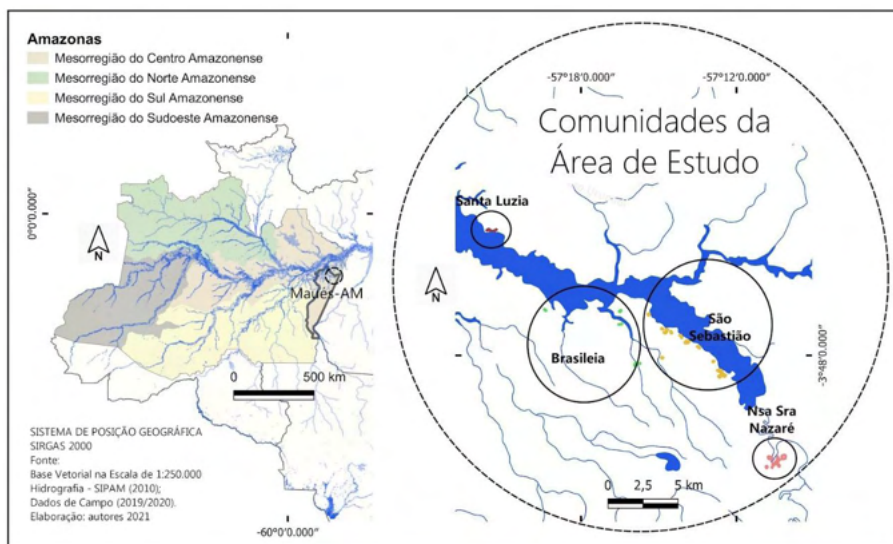 Amazonas
Mesorregião do Centro Amazonense
Mesorregião do Norte Amazonense
Mesorregião do Sul Amazonense
Mesorregião do Sudoeste Amazonense
0°0'0.000"
N
Maués-AM
0 500 km
SISTEMA DE POSIÇÃO GEOGRÁFICA
SIRGAS 2000
Fonte:
Base Vetorial na Escala de 1:250.000
Hidrografia - SIPAM (2010);
Dados de Campo (2019/2020).
Elaboração: autores 2021
-60°0'0.000"
-57°18'0.000" -57°12'0.000"
Comunidades da
Área de Estudo
Santa Luzia
N
São
Sebastião
Brasileia
-3°48'0.000"
Nsa Sra
Nazaré
0 2,5 5 km